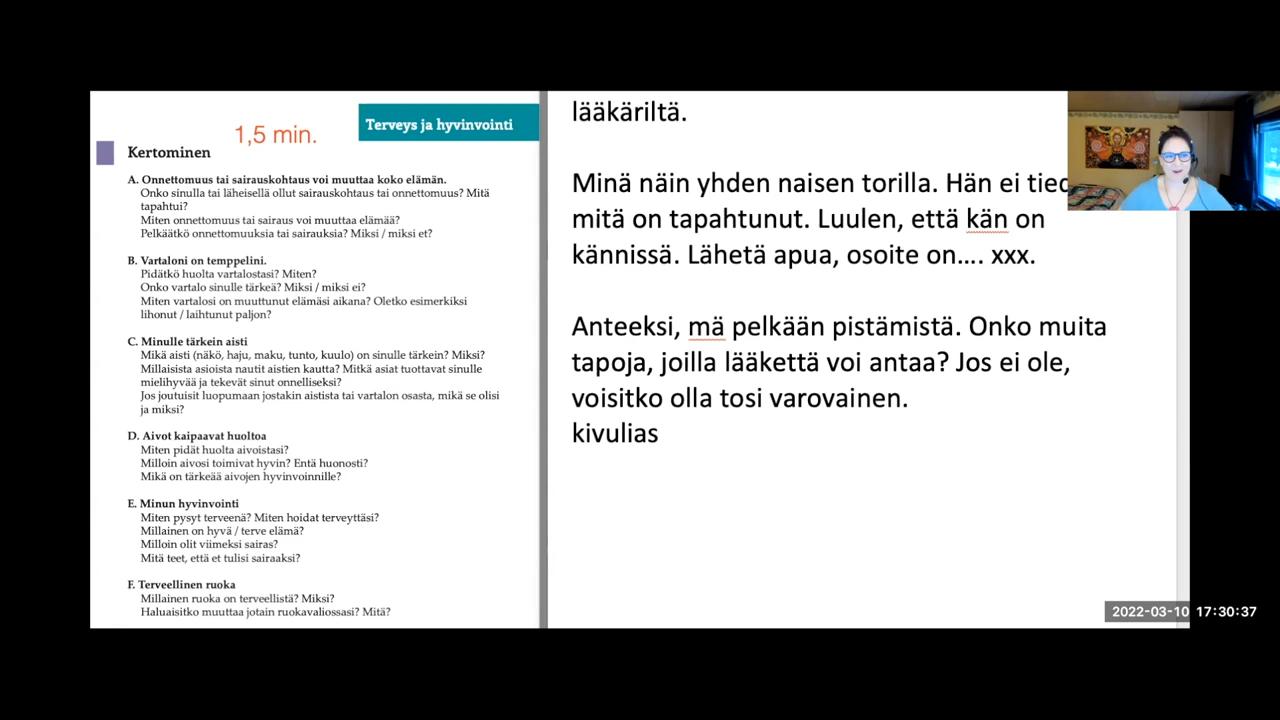 1,5 min.
Terveys ja hyvinvointi
Kertominen
A. Onnettomuus tai sairauskohtaus voi muuttaa koko elämän.
Onko sinulla tai läheisellä ollut sairauskohtaus tai onnettomuus? Mitä
tapahtui?
Miten onnettomuus tai sairaus voi muuttaa elämää?
Pelkäätkö onnettomuuksia tai sairauksia? Miksi / miksi et?
B. Vartaloni on temppelini.
Pidätkö huolta vartalostasi? Miten?
Onko vartalo sinulle tärkeä? Miksi / miksi ei?
Miten vartalosi on muuttunut elämäsi aikana? Oletko esimerkiksi
lihonut / laihtunut paljon?
C. Minulle tärkein aisti
Mikä aisti (näkö, haju, maku, tunto, kuulo) on sinulle tärkein? Miksi?
Millaisista asioista nautit aistien kautta? Mitkä asiat tuottavat sinulle
mielihyvää ja tekevät sinut onnelliseksi?
Jos joutuisit luopumaan jostakin aistista tai vartalon osasta, mikä se olisi
ja miksi?
D. Aivot kaipaavat huoltoa
Miten pidät huolta aivoistasi?
Milloin aivosi toimivat hyvin? Entä huonosti?
Mikä on tärkeää aivojen hyvinvoinnille?
E. Minun hyvinvointi
Miten pysyt terveenä? Miten hoidat terveyttäsi?
Millainen on hyvä / terve elämä?
Milloin olit viimeksi sairas?
Mitä teet, että et tulisi sairaaksi?
F. Terveellinen ruoka
Millainen ruoka on terveellistä? Miksi?
Haluaisitko muuttaa jotain ruokavaliossasi? Mitä?
lääkäriltä.
Minä näin yhden naisen torilla. Hän ei tied
mitä on tapahtunut. Luulen, että kän on
kännissä. Lähetä apua, osoite on.... xxx.
Anteeksi, mä pelkään pistämistä. Onko muita
tapoja, joilla lääkettä voi antaa? Jos ei ole,
voisitko olla tosi varovainen.
kivulias
2022-03-10 17:30:37